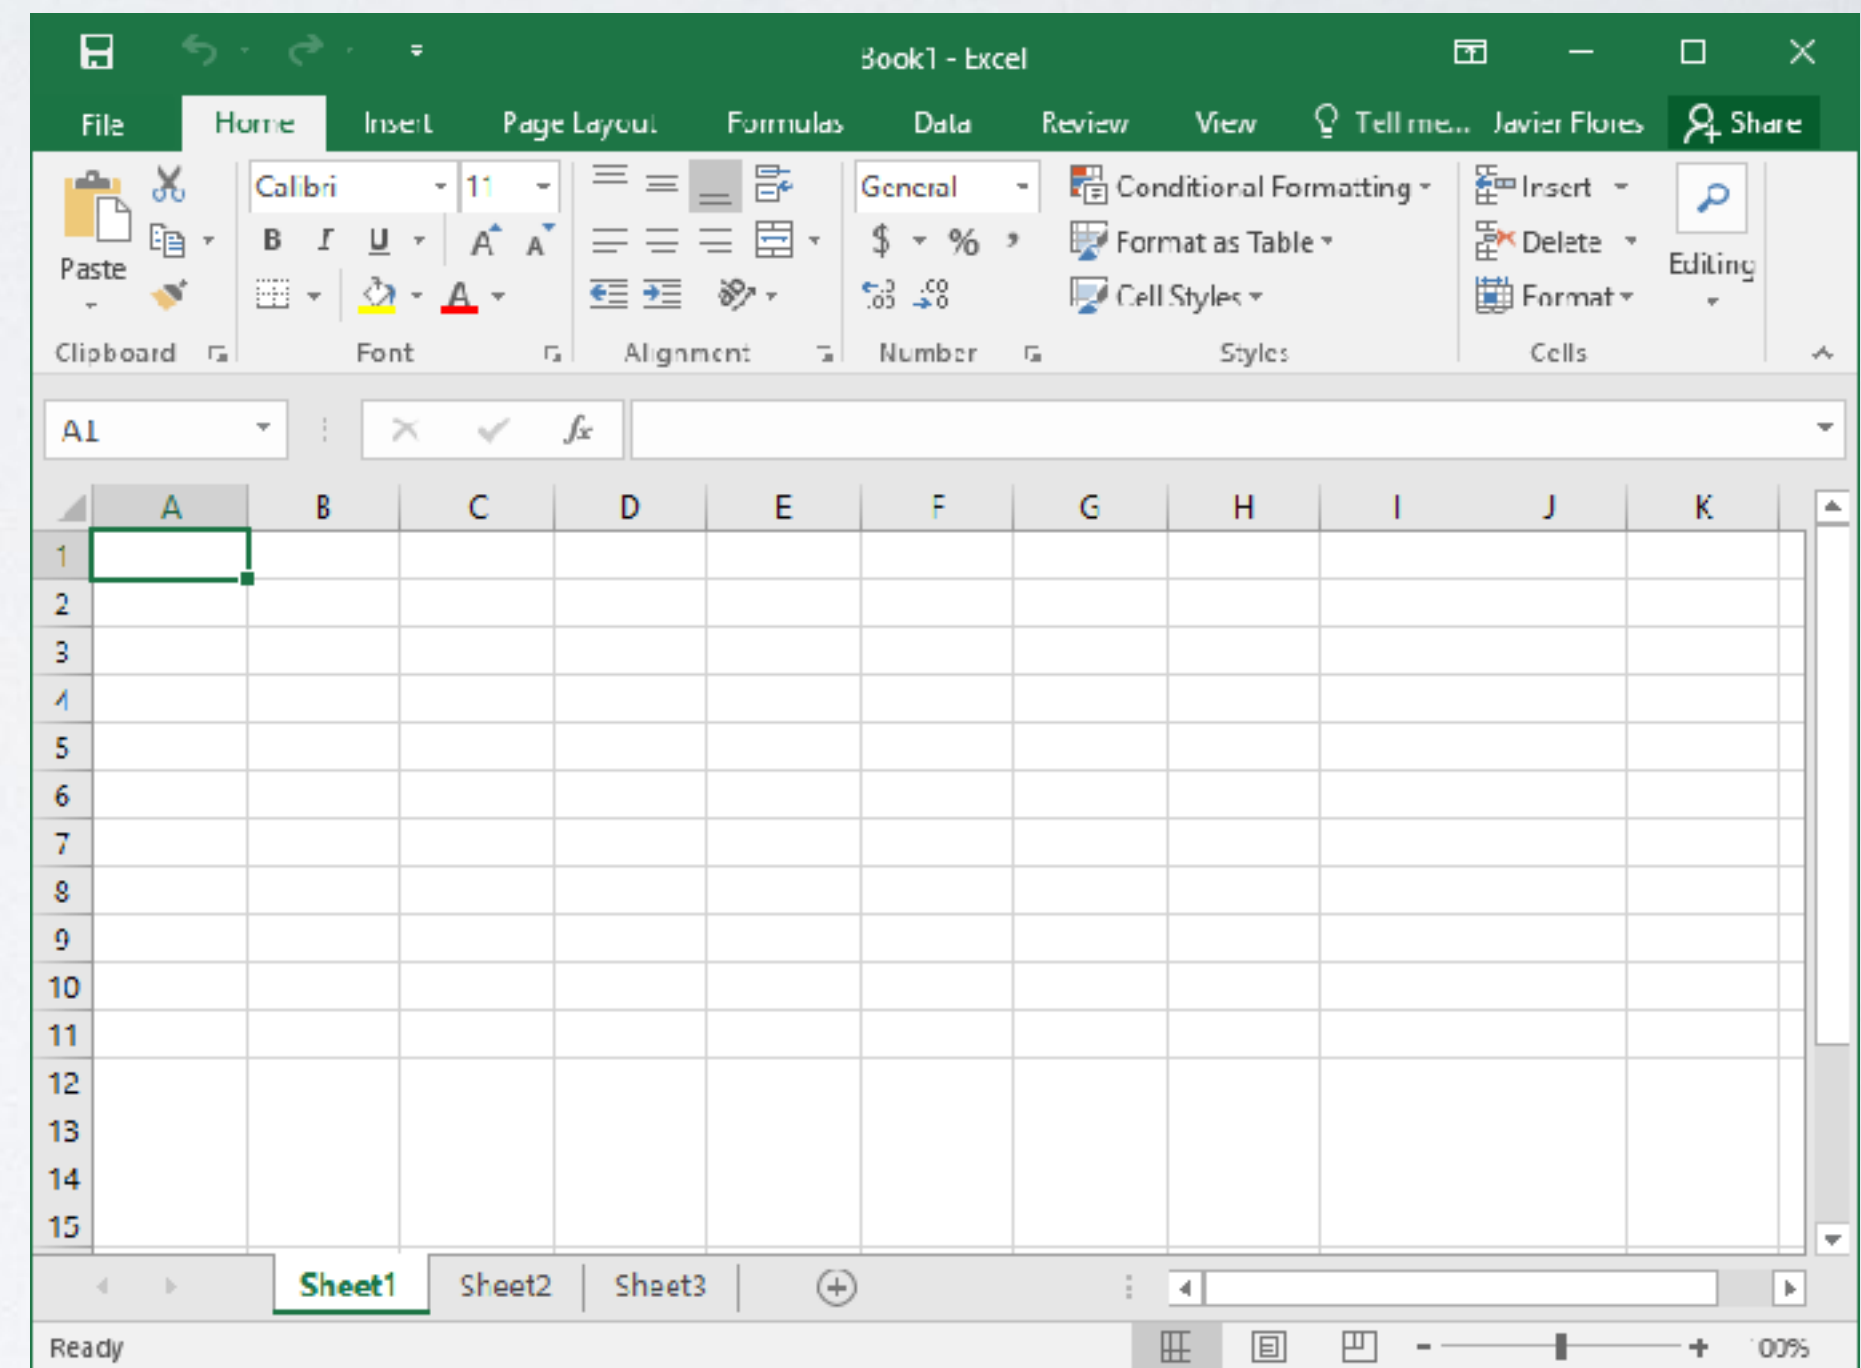 Book1 - Excel
File Home Insert Page Layout Formulas Data Review View Tell me... Javier Flores Share
Calibri 11 General Conditional Formatting Insert
B I U A A $ % , Format as Table Delete
Paste Editing
A Cell Styles Format
Clipboard Font Alignment Number Styles Cells
A1 fx
A B C D E F G H I J K
1
2
3
4
5
6
7
8
9
10
11
12
13
14
15
Sheet1 Sheet2 Sheet3
Ready 100%